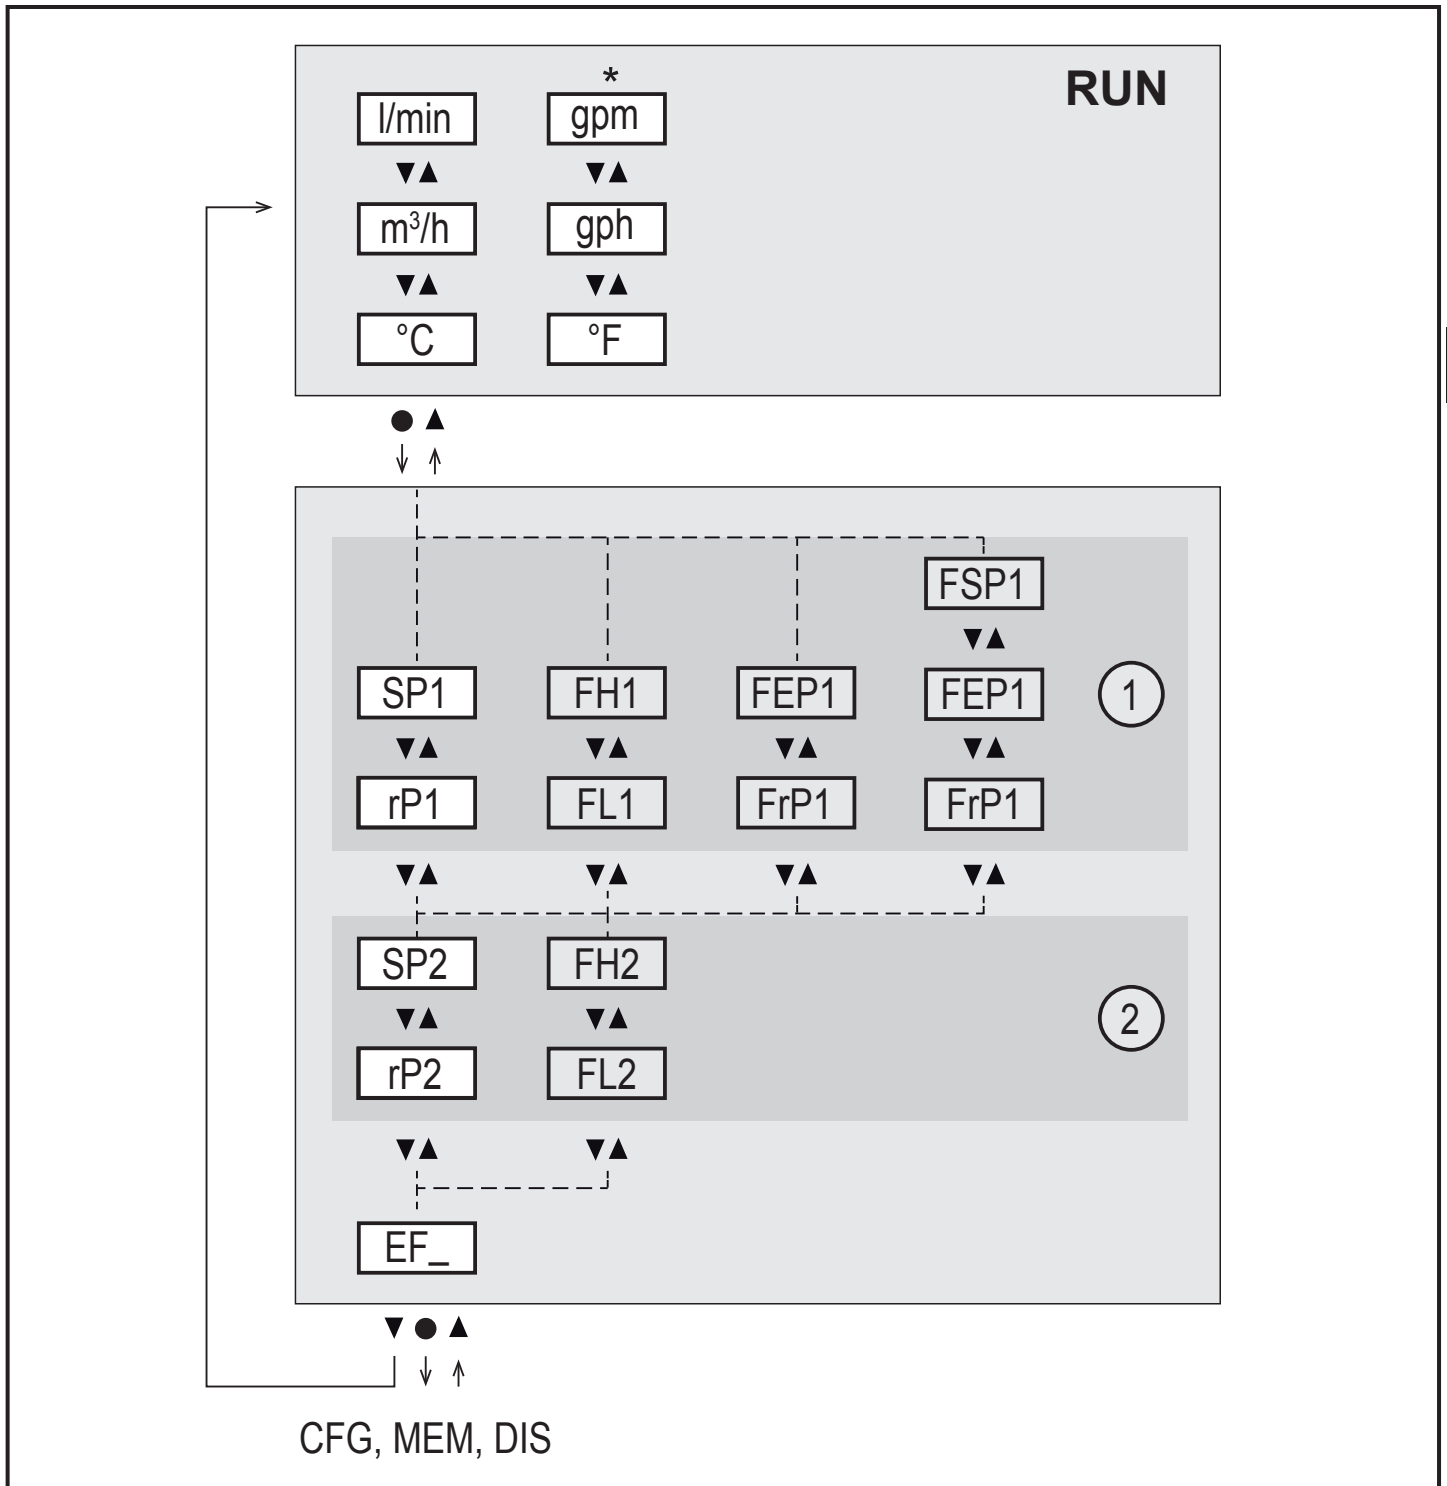 *
RUN
l/min gpm
▼▲ ▼▲
m³/h gph
▼▲ ▼▲
°C °F
● ▲
↓ ↑
FSP1
▼▲
SP1 FH1 FEP1 FEP1 1
▼▲ ▼▲ ▼▲ ▼▲
rP1 FL1 FrP1 FrP1
▼▲ ▼▲ ▼▲ ▼▲
SP2 FH2
▼▲ ▼▲ 2
rP2 FL2
▼▲ ▼▲
EF_
▼ ● ▲
↓ ↑
CFG, MEM, DIS